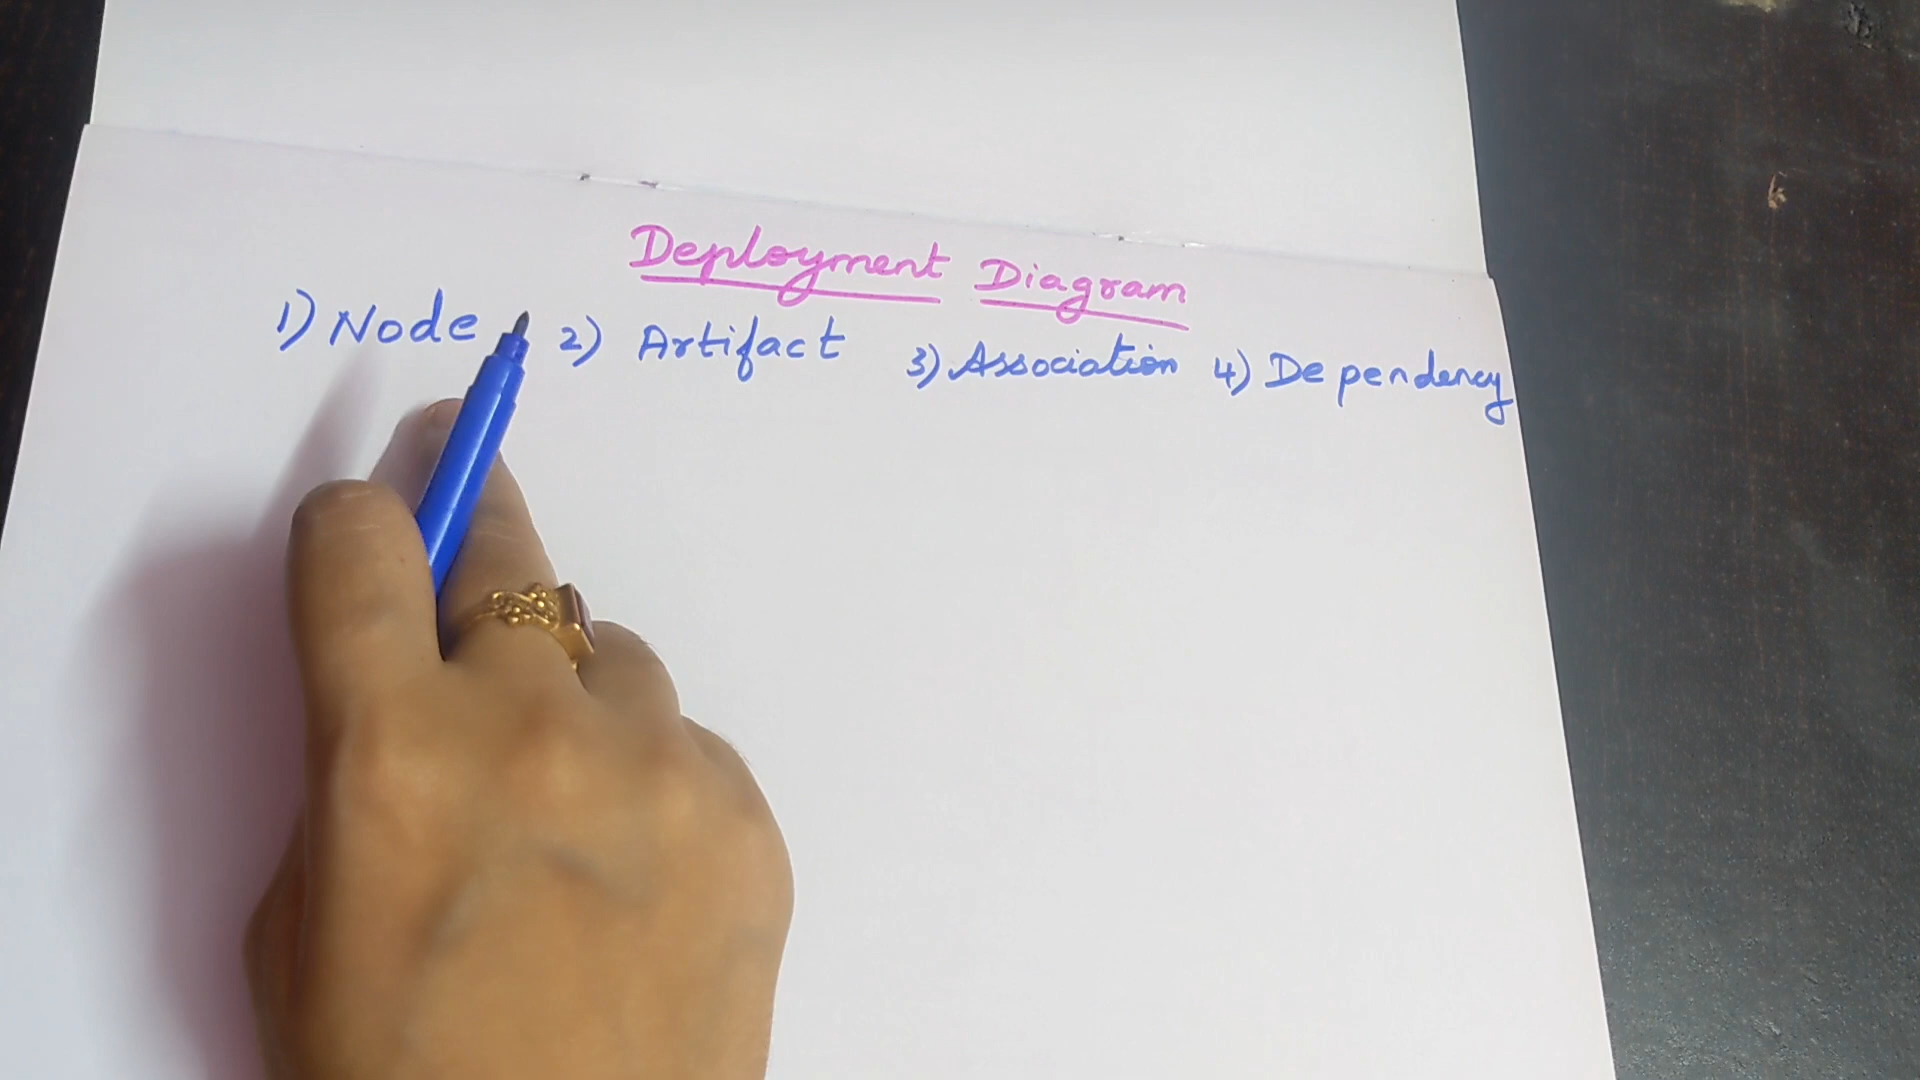 Deployment Diagram
1) Node 2) Artifact 3) Association 4) Dependency